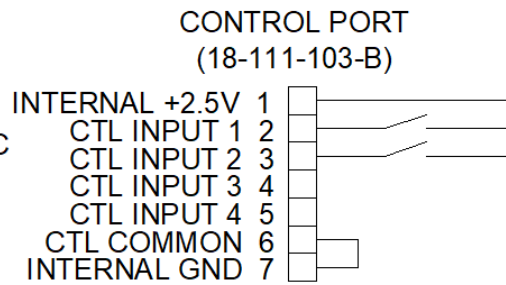 CONTROL PORT
(18-111-103-B)
INTERNAL +2.5V 1
CTL INPUT 1 2
C
CTL INPUT 2 3
CTL INPUT 3 4
CTL INPUT 4 5
CTL COMMON 6
INTERNAL GND 7